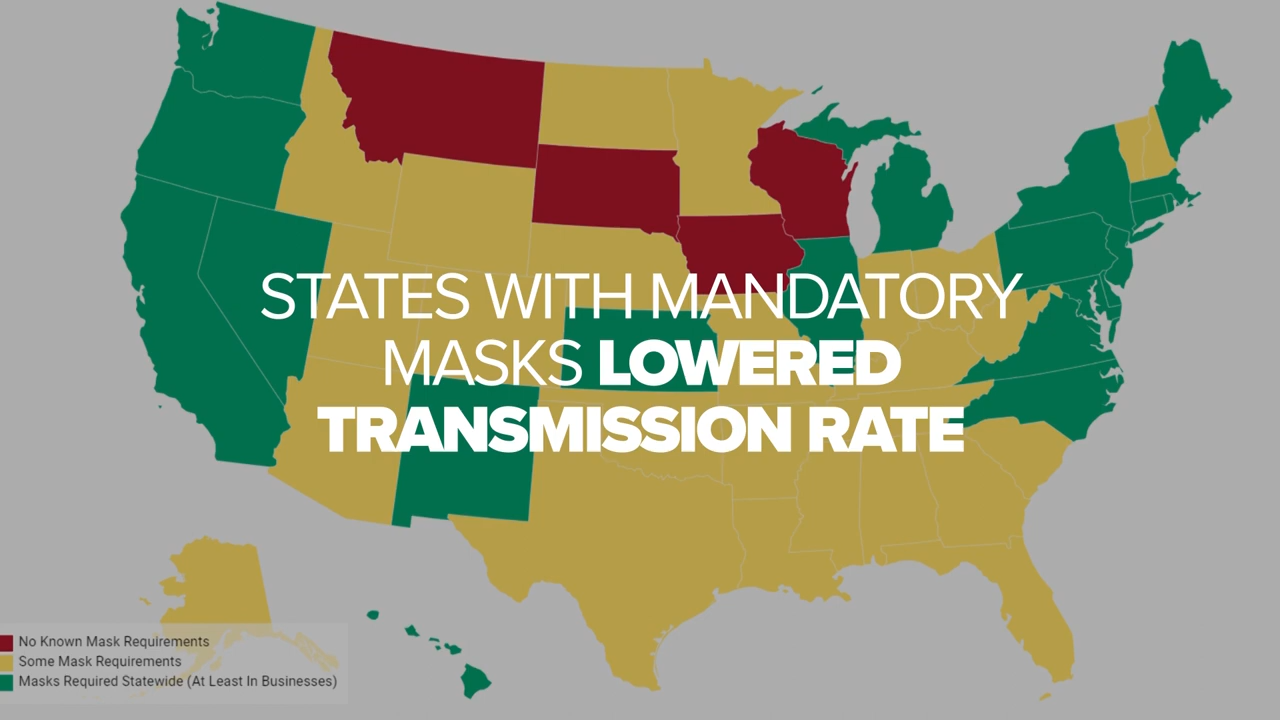 STATES WITH MANDATORY
MASKS LOWERED
TRANSMISSION RATE
No Known Mask Requirements
Some Mask Requirements
Masks Required Statewide (At Least In Businesses)